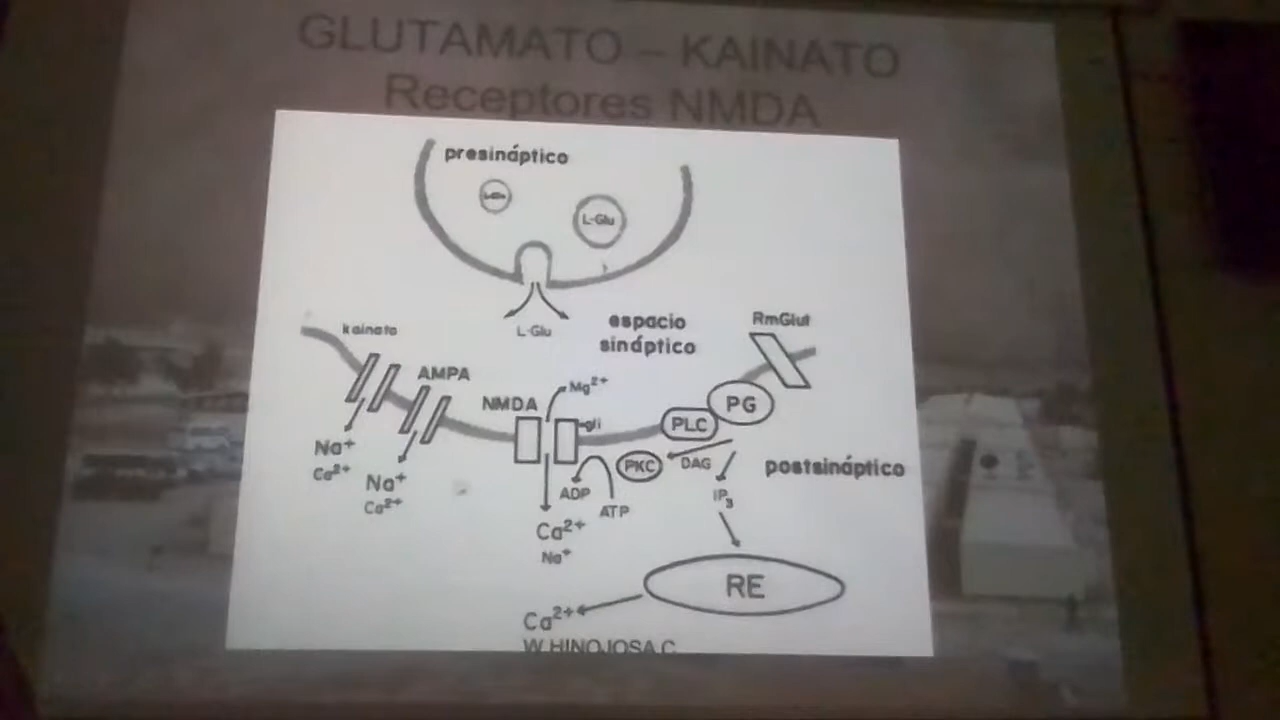 GLUTAMATO – KAINATO
Receptores NMDA
presináptico
L-Glu
L-Glu
espacio
sináptico
RmGlut
kainato
AMPA
Mg²⁺
NMDA
gli
PLC
PG
Na⁺
Ca²⁺
Na⁺
Ca²⁺
PKC
DAG
postsináptico
ADP
ATP
IP₃
Ca²⁺
Na⁺
RE
Ca²⁺
W.HINOJOSA.C